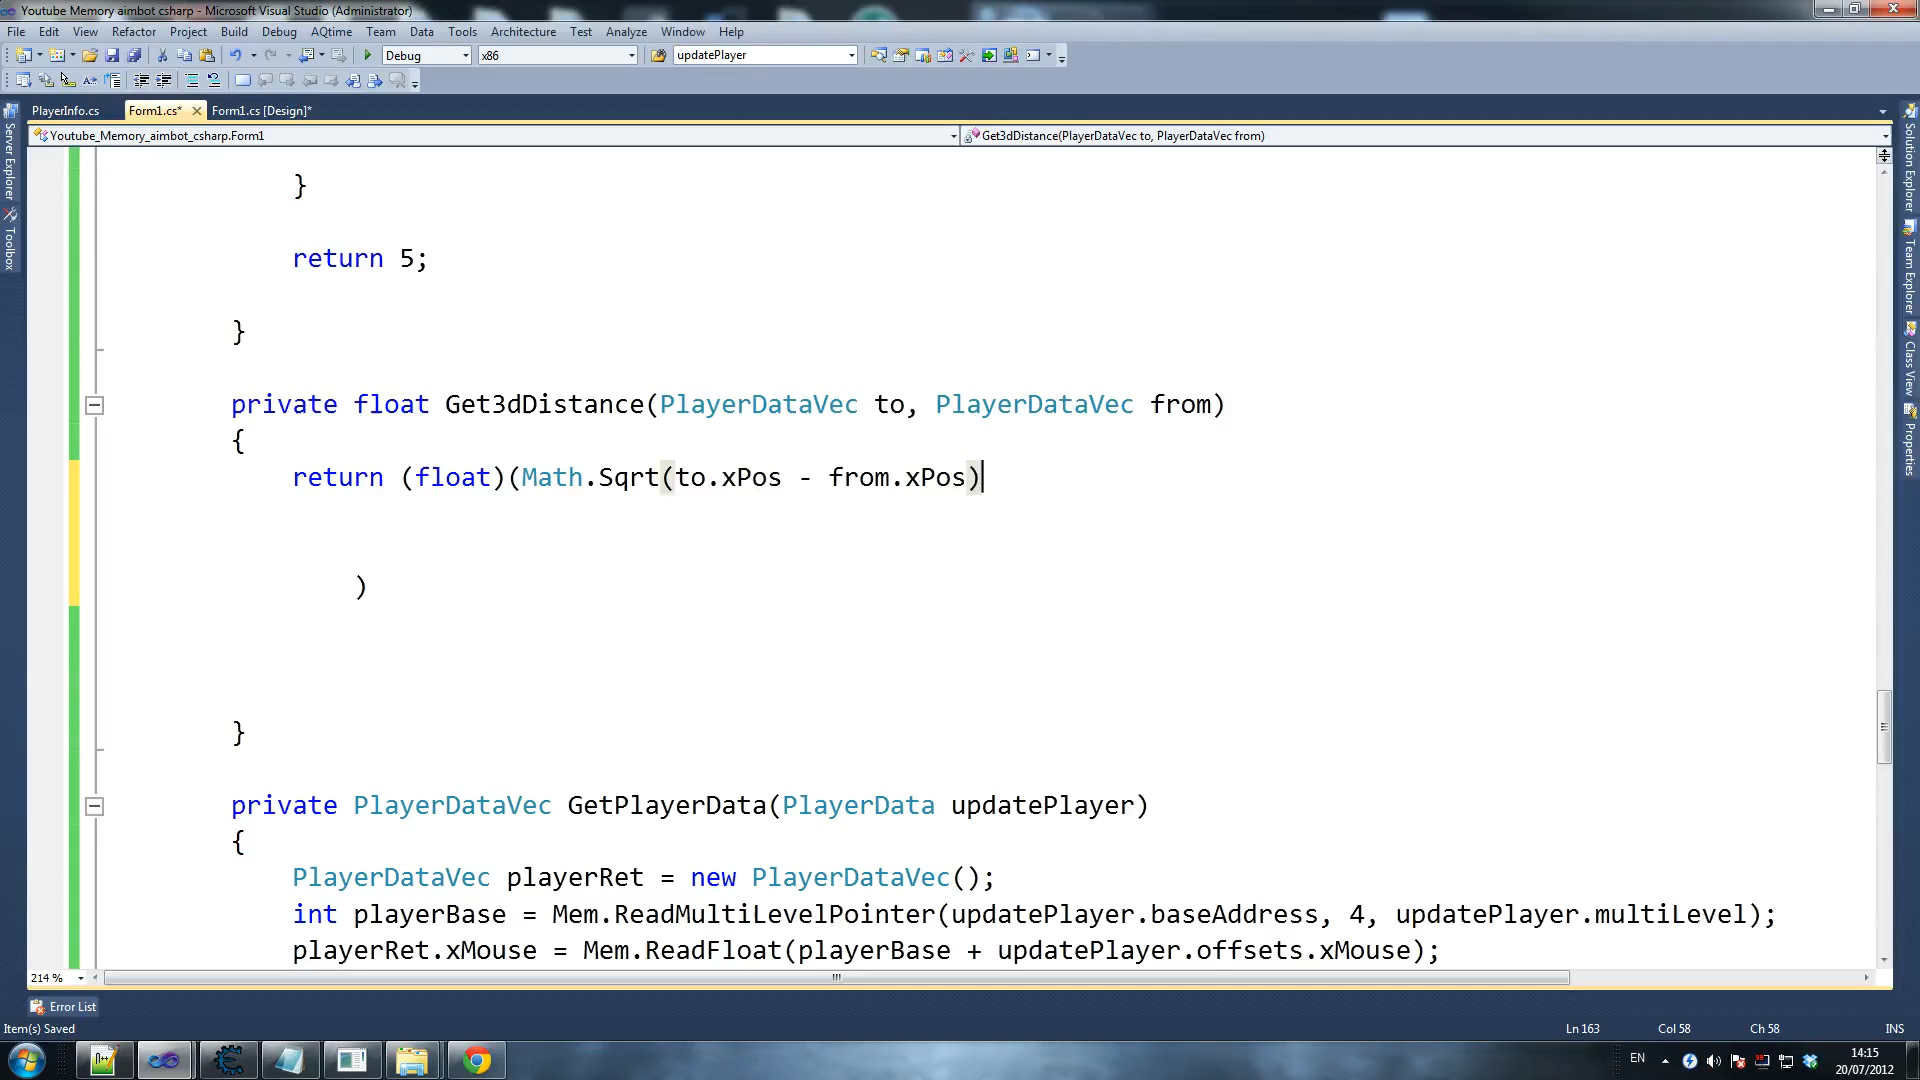 Youtube Memory aimbot csharp - Microsoft Visual Studio (Administrator)
File Edit View Refactor Project Build Debug AQtime Team Data Tools Architecture Test Analyze Window Help
Debug x86 updatePlayer
PlayerInfo.cs Form1.cs* Form1.cs [Design]*
Youtube_Memory_aimbot_csharp.Form1 Get3dDistance(PlayerDataVec to, PlayerDataVec from)
Server Explorer
Toolbox
Solution Explorer
Team Explorer
Class View
Properties
}
return 5;
}
private float Get3dDistance(PlayerDataVec to, PlayerDataVec from)
{
return (float)(Math.Sqrt(to.xPos - from.xPos)
)
}
private PlayerDataVec GetPlayerData(PlayerData updatePlayer)
{
PlayerDataVec playerRet = new PlayerDataVec();
int playerBase = Mem.ReadMultiLevelPointer(updatePlayer.baseAddress, 4, updatePlayer.multiLevel);
playerRet.xMouse = Mem.ReadFloat(playerBase + updatePlayer.offsets.xMouse);
214 %
Error List
Item(s) Saved Ln 163 Col 58 Ch 58 INS
EN 14:15
20/07/2012